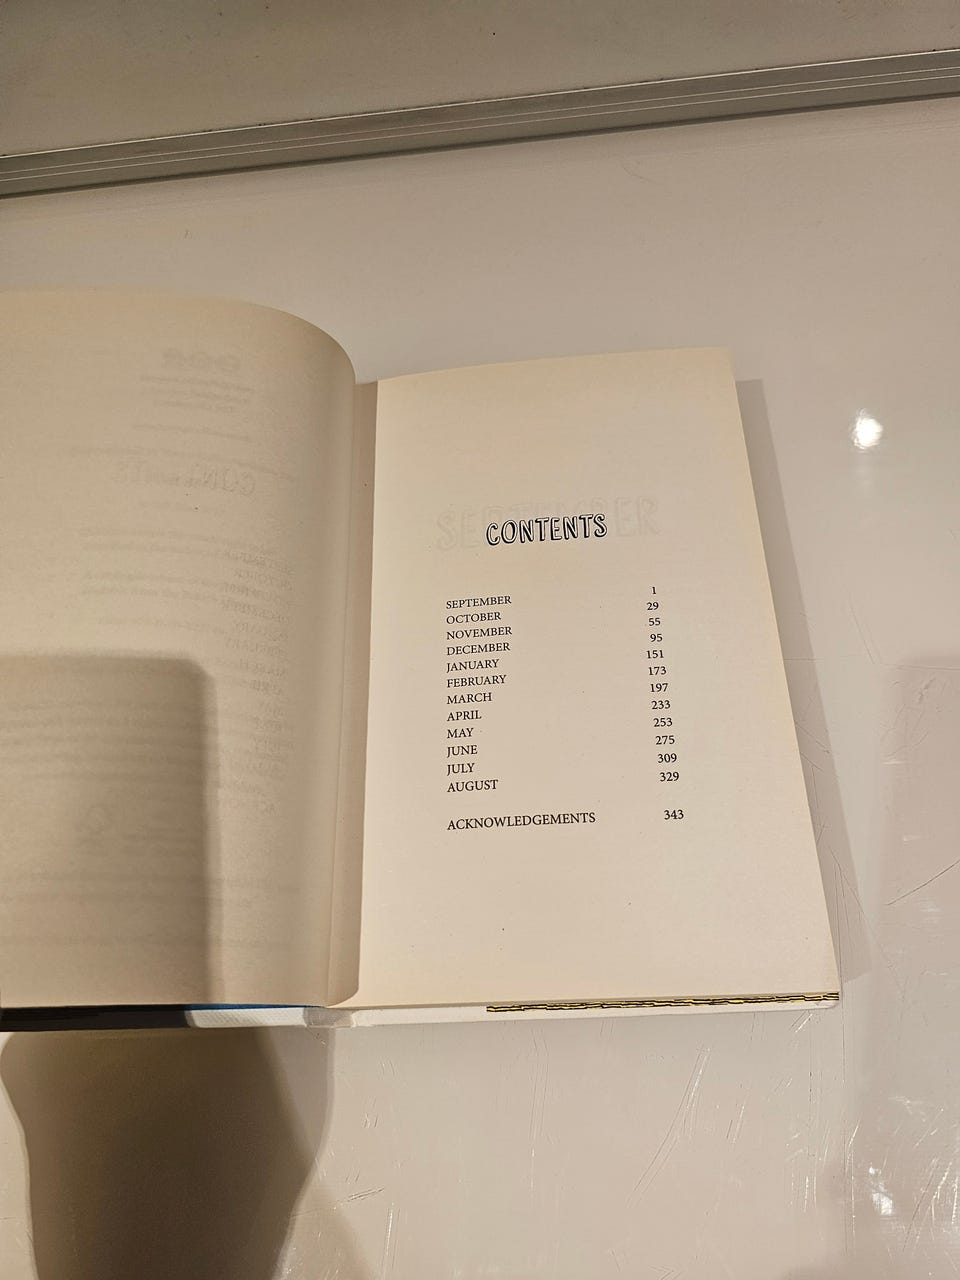 CONTENTS
SEPTEMBER 1
OCTOBER 29
NOVEMBER 55
DECEMBER 95
JANUARY 151
FEBRUARY 173
MARCH 197
APRIL 233
MAY 253
JUNE 275
JULY 309
AUGUST 329
ACKNOWLEDGEMENTS 343